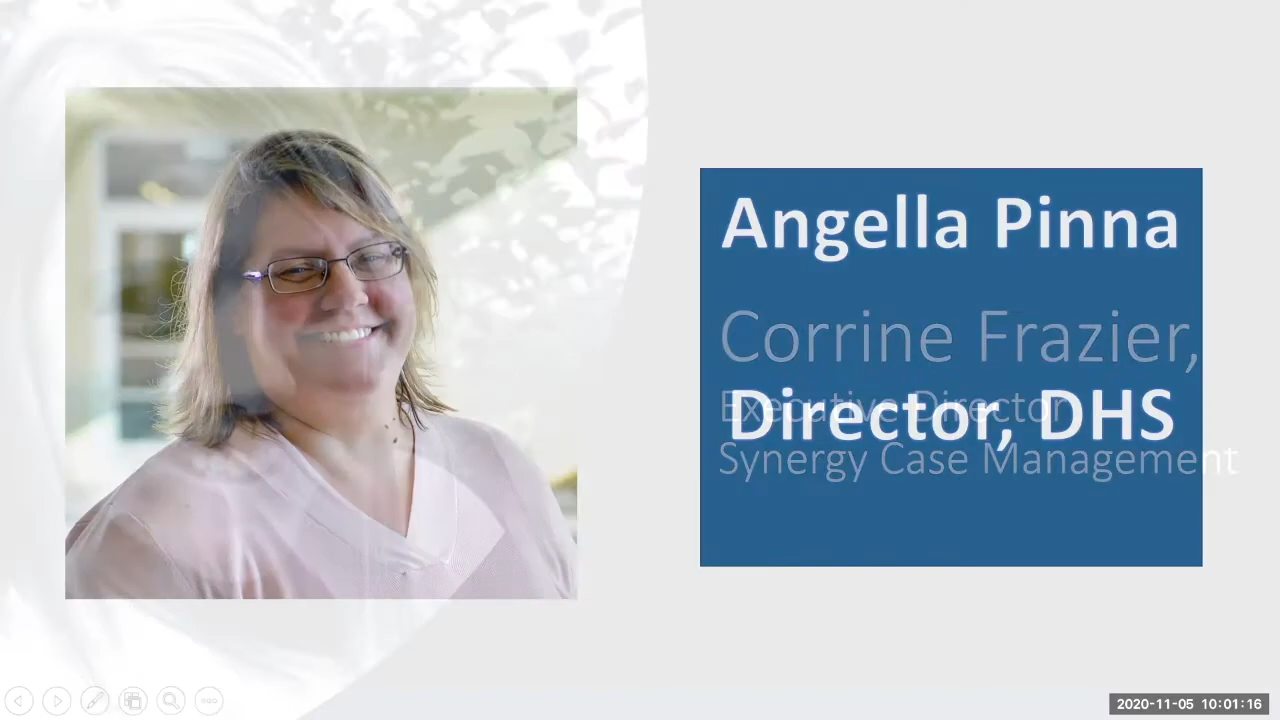 Angella Pinna
Corrine Frazier,
Executive Director
Director, DHS
Synergy Case Management
2020-11-05 10:01:16